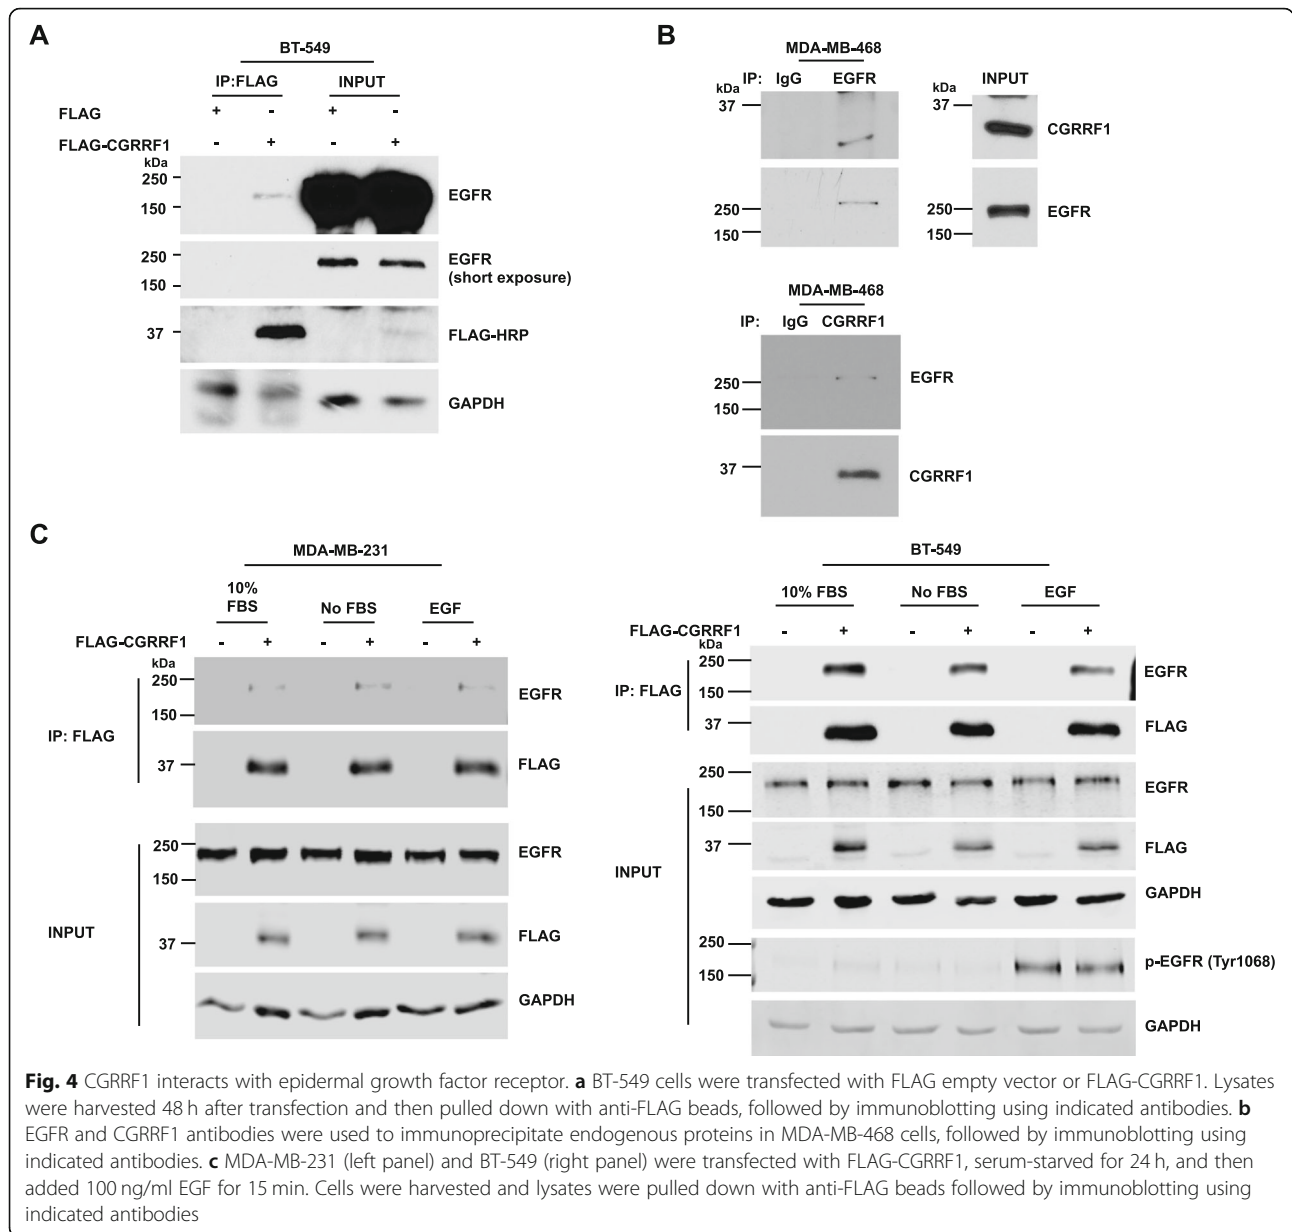 A
BT-549
IP:FLAG INPUT
FLAG + - + -
FLAG-CGRRF1 - + - +
kDa
250
150
EGFR
250
150
EGFR
(short exposure)
37
FLAG-HRP
GAPDH
B
MDA-MB-468
IP: IgG EGFR
kDa
37
INPUT
kDa
37
CGRRF1
250
150
250
150
EGFR
MDA-MB-468
IP: IgG CGRRF1
250
150
EGFR
37
CGRRF1
C
MDA-MB-231
10%
FBS No FBS EGF
FLAG-CGRRF1 - + - + - +
kDa
IP: FLAG
250
150
EGFR
37
FLAG
INPUT
250
150
EGFR
37
FLAG
GAPDH
BT-549
10% FBS No FBS EGF
FLAG-CGRRF1 - + - + - +
kDa
IP: FLAG
250
150
EGFR
37
FLAG
INPUT
250
150
EGFR
37
FLAG
GAPDH
250
150
p-EGFR (Tyr1068)
GAPDH
Fig. 4 CGRRF1 interacts with epidermal growth factor receptor. a BT-549 cells were transfected with FLAG empty vector or FLAG-CGRRF1. Lysates
were harvested 48 h after transfection and then pulled down with anti-FLAG beads, followed by immunoblotting using indicated antibodies. b
EGFR and CGRRF1 antibodies were used to immunoprecipitate endogenous proteins in MDA-MB-468 cells, followed by immunoblotting using
indicated antibodies. c MDA-MB-231 (left panel) and BT-549 (right panel) were transfected with FLAG-CGRRF1, serum-starved for 24 h, and then
added 100 ng/ml EGF for 15 min. Cells were harvested and lysates were pulled down with anti-FLAG beads followed by immunoblotting using
indicated antibodies